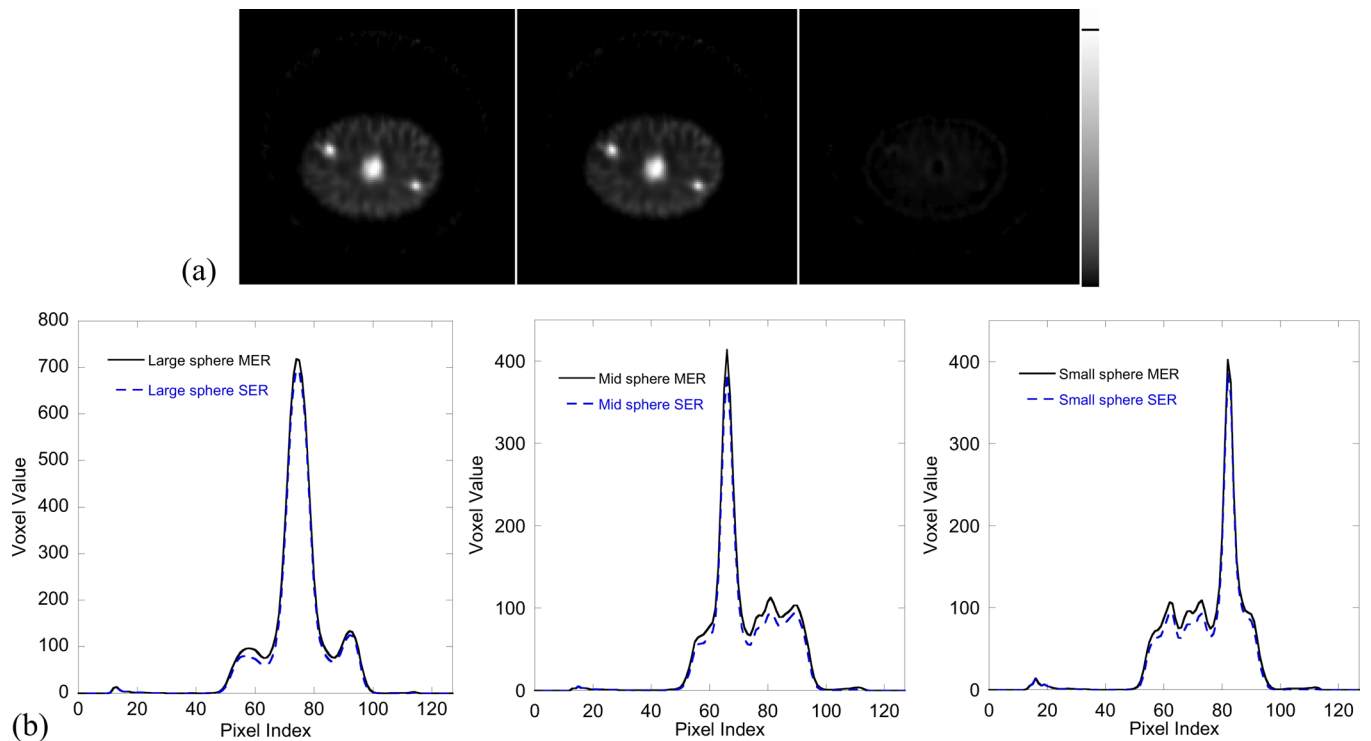 (a)
800
700
600
500
400
300
200
100
0
Voxel Value
Large sphere MER
Large sphere SER
0 20 40 60 80 100 120
Pixel Index
400
300
200
100
0
Voxel Value
Mid sphere MER
Mid sphere SER
0 20 40 60 80 100 120
Pixel Index
400
300
200
100
0
Voxel Value
Small sphere MER
Small sphere SER
0 20 40 60 80 100 120
Pixel Index
(b)